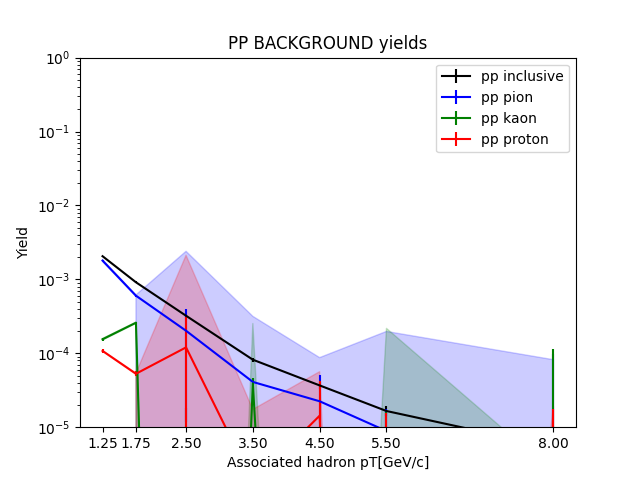 PP BACKGROUND yields
10⁰
10⁻¹
10⁻²
10⁻³
10⁻⁴
10⁻⁵
Yield
pp inclusive
pp pion
pp kaon
pp proton
1.25 1.75 2.50 3.50 4.50 5.50 8.00
Associated hadron pT[GeV/c]